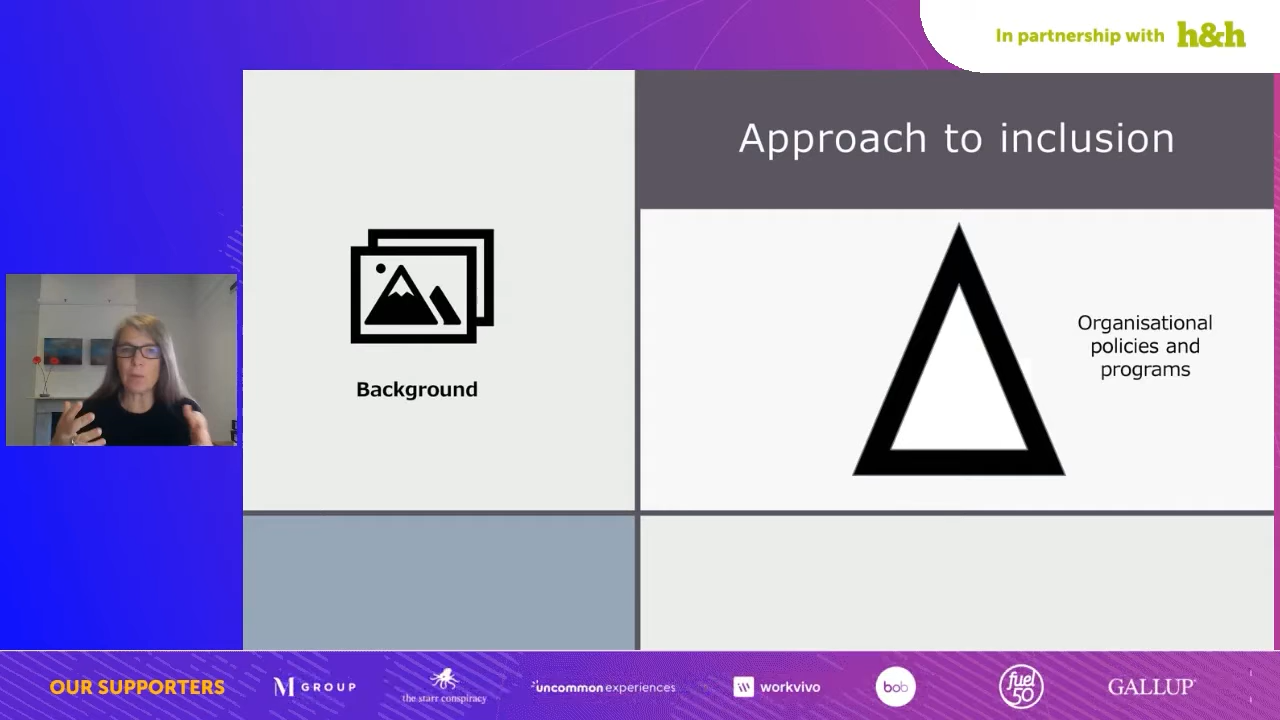 In partnership with h&h
Approach to inclusion
Organisational
policies and
programs
Background
OUR SUPPORTERS
M GROUP
the starr conspiracy
uncommon experiences
w workvivo
bob
fuel
50
GALLUP